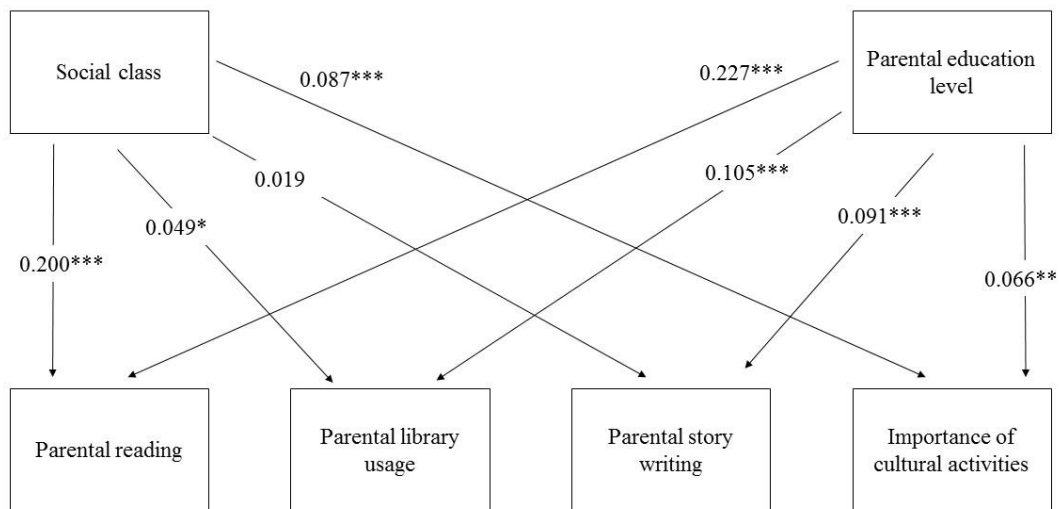 Social class
Parental education
level
0.087***
0.227***
0.019
0.105***
0.049*
0.091***
0.200***
0.066**
Parental reading
Parental library
usage
Parental story
writing
Importance of
cultural activities